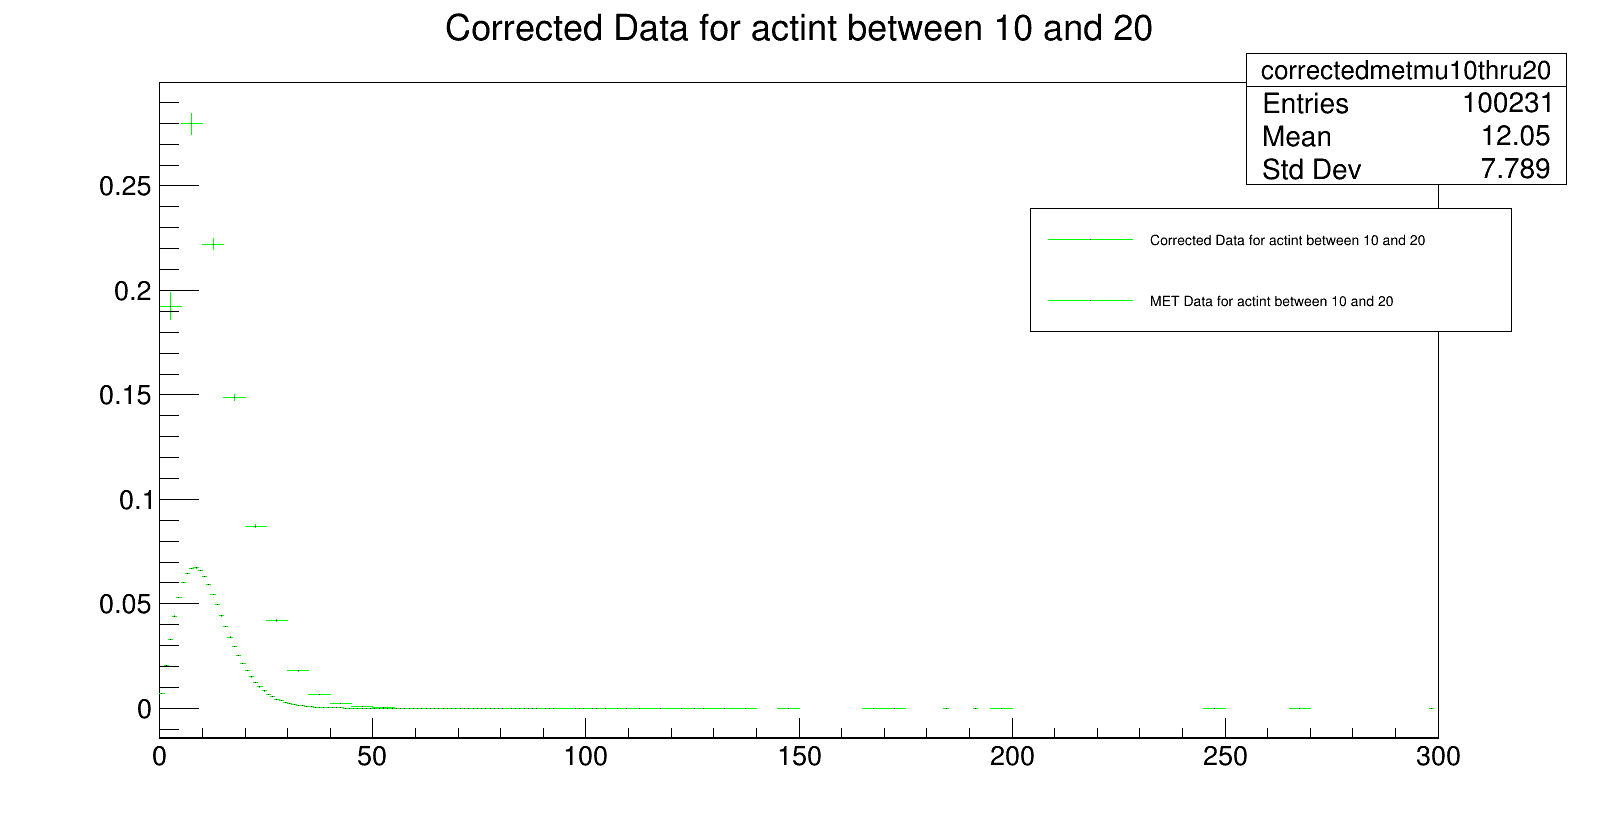 Corrected Data for actint between 10 and 20
correctedmetmu10thru20
Entries 100231
Mean 12.05
Std Dev 7.789
Corrected Data for actint between 10 and 20
MET Data for actint between 10 and 20
0.25
0.2
0.15
0.1
0.05
0
0 50 100 150 200 250 300